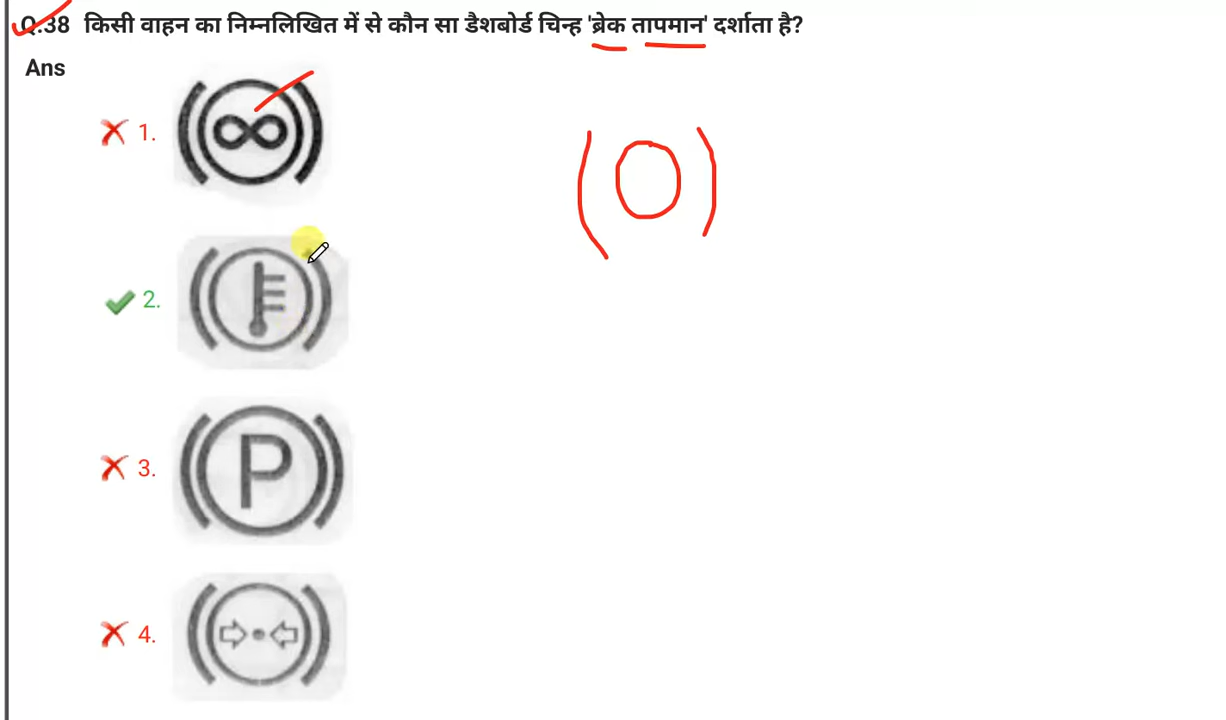 Q.38 किसी वाहन का निम्नलिखित में से कौन सा डैशबोर्ड चिन्ह 'ब्रेक तापमान' दर्शाता है?
Ans
1.
2.
3. P
4.